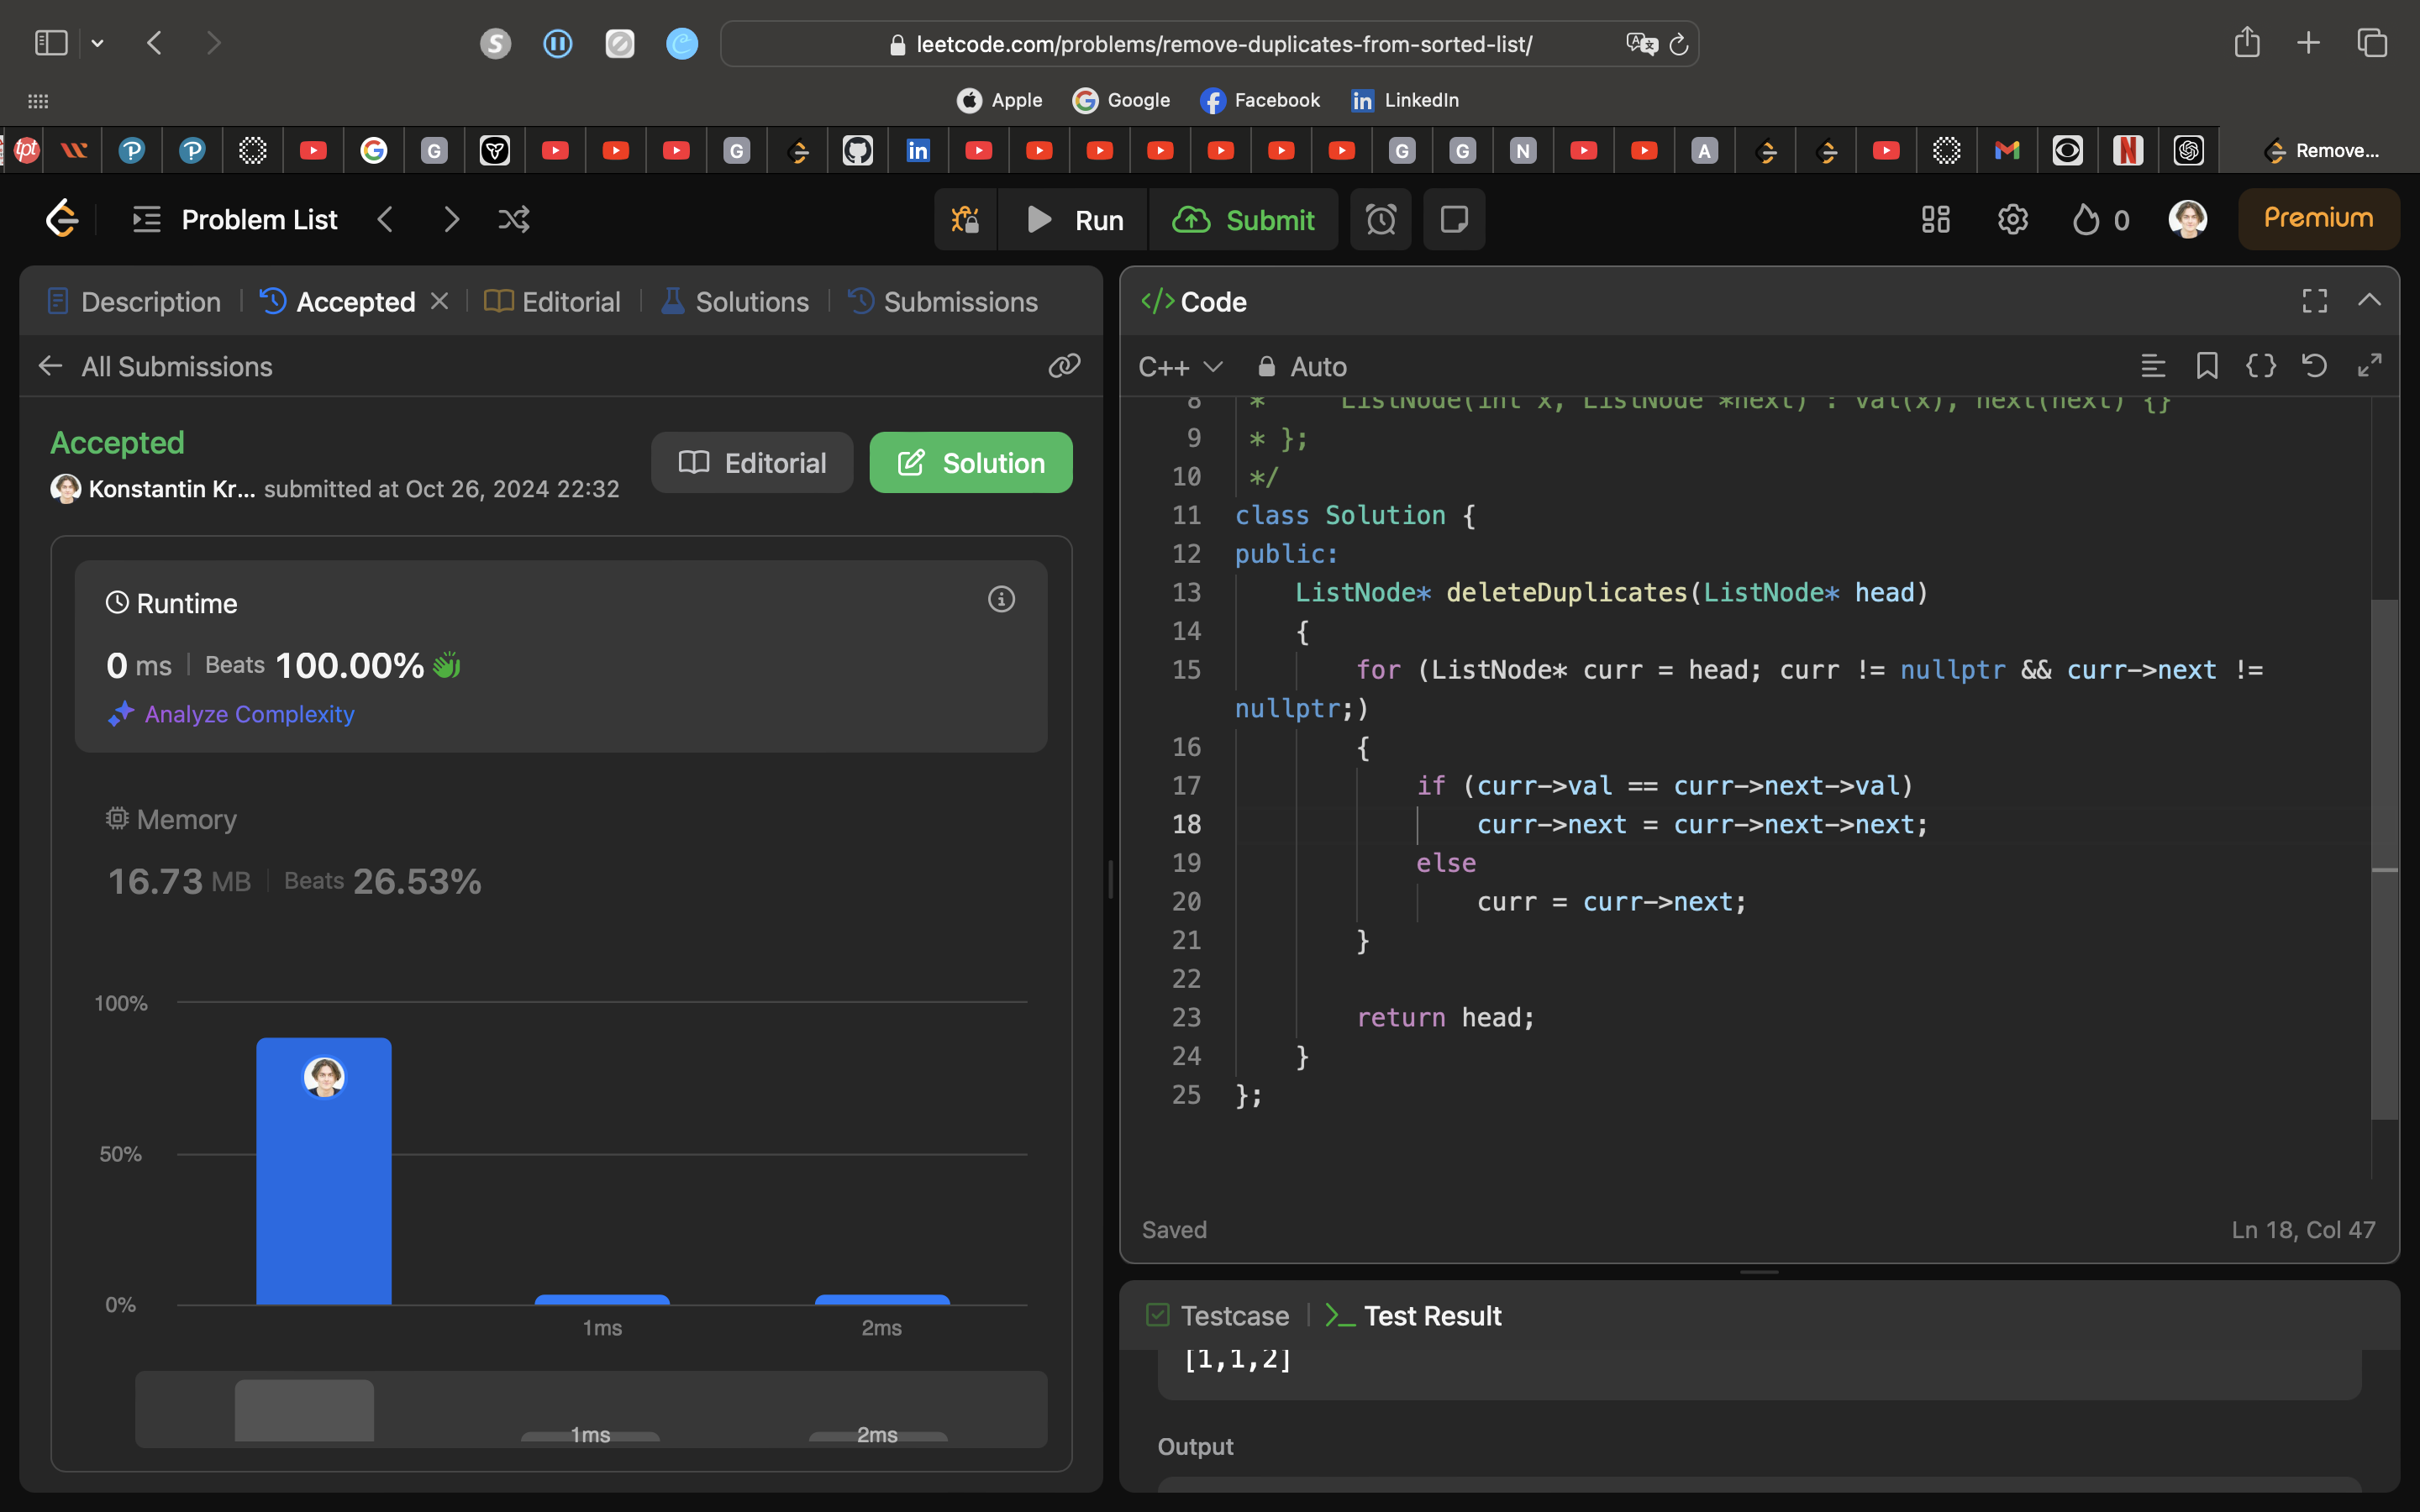 leetcode.com/problems/remove-duplicates-from-sorted-list/
Apple Google Facebook LinkedIn
Remove...
Problem List Run Submit 0 Premium
Description Accepted Editorial Solutions Submissions
All Submissions
Accepted
Konstantin Kr... submitted at Oct 26, 2024 22:32
Editorial Solution
Runtime
0 ms Beats 100.00%
Analyze Complexity
Memory
16.73 MB Beats 26.53%
100%
50%
0%
1ms 2ms
1ms 2ms
Code
C++ Auto
8 * ListNode(int x, ListNode *next) : val(x), next(next) {}
9 * };
10 */
11 class Solution {
12 public:
13 ListNode* deleteDuplicates(ListNode* head)
14 {
15 for (ListNode* curr = head; curr != nullptr && curr->next !=
nullptr;)
16 {
17 if (curr->val == curr->next->val)
18 curr->next = curr->next->next;
19 else
20 curr = curr->next;
21 }
22
23 return head;
24 }
25 };
Saved Ln 18, Col 47
Testcase Test Result
[1,1,2]
Output